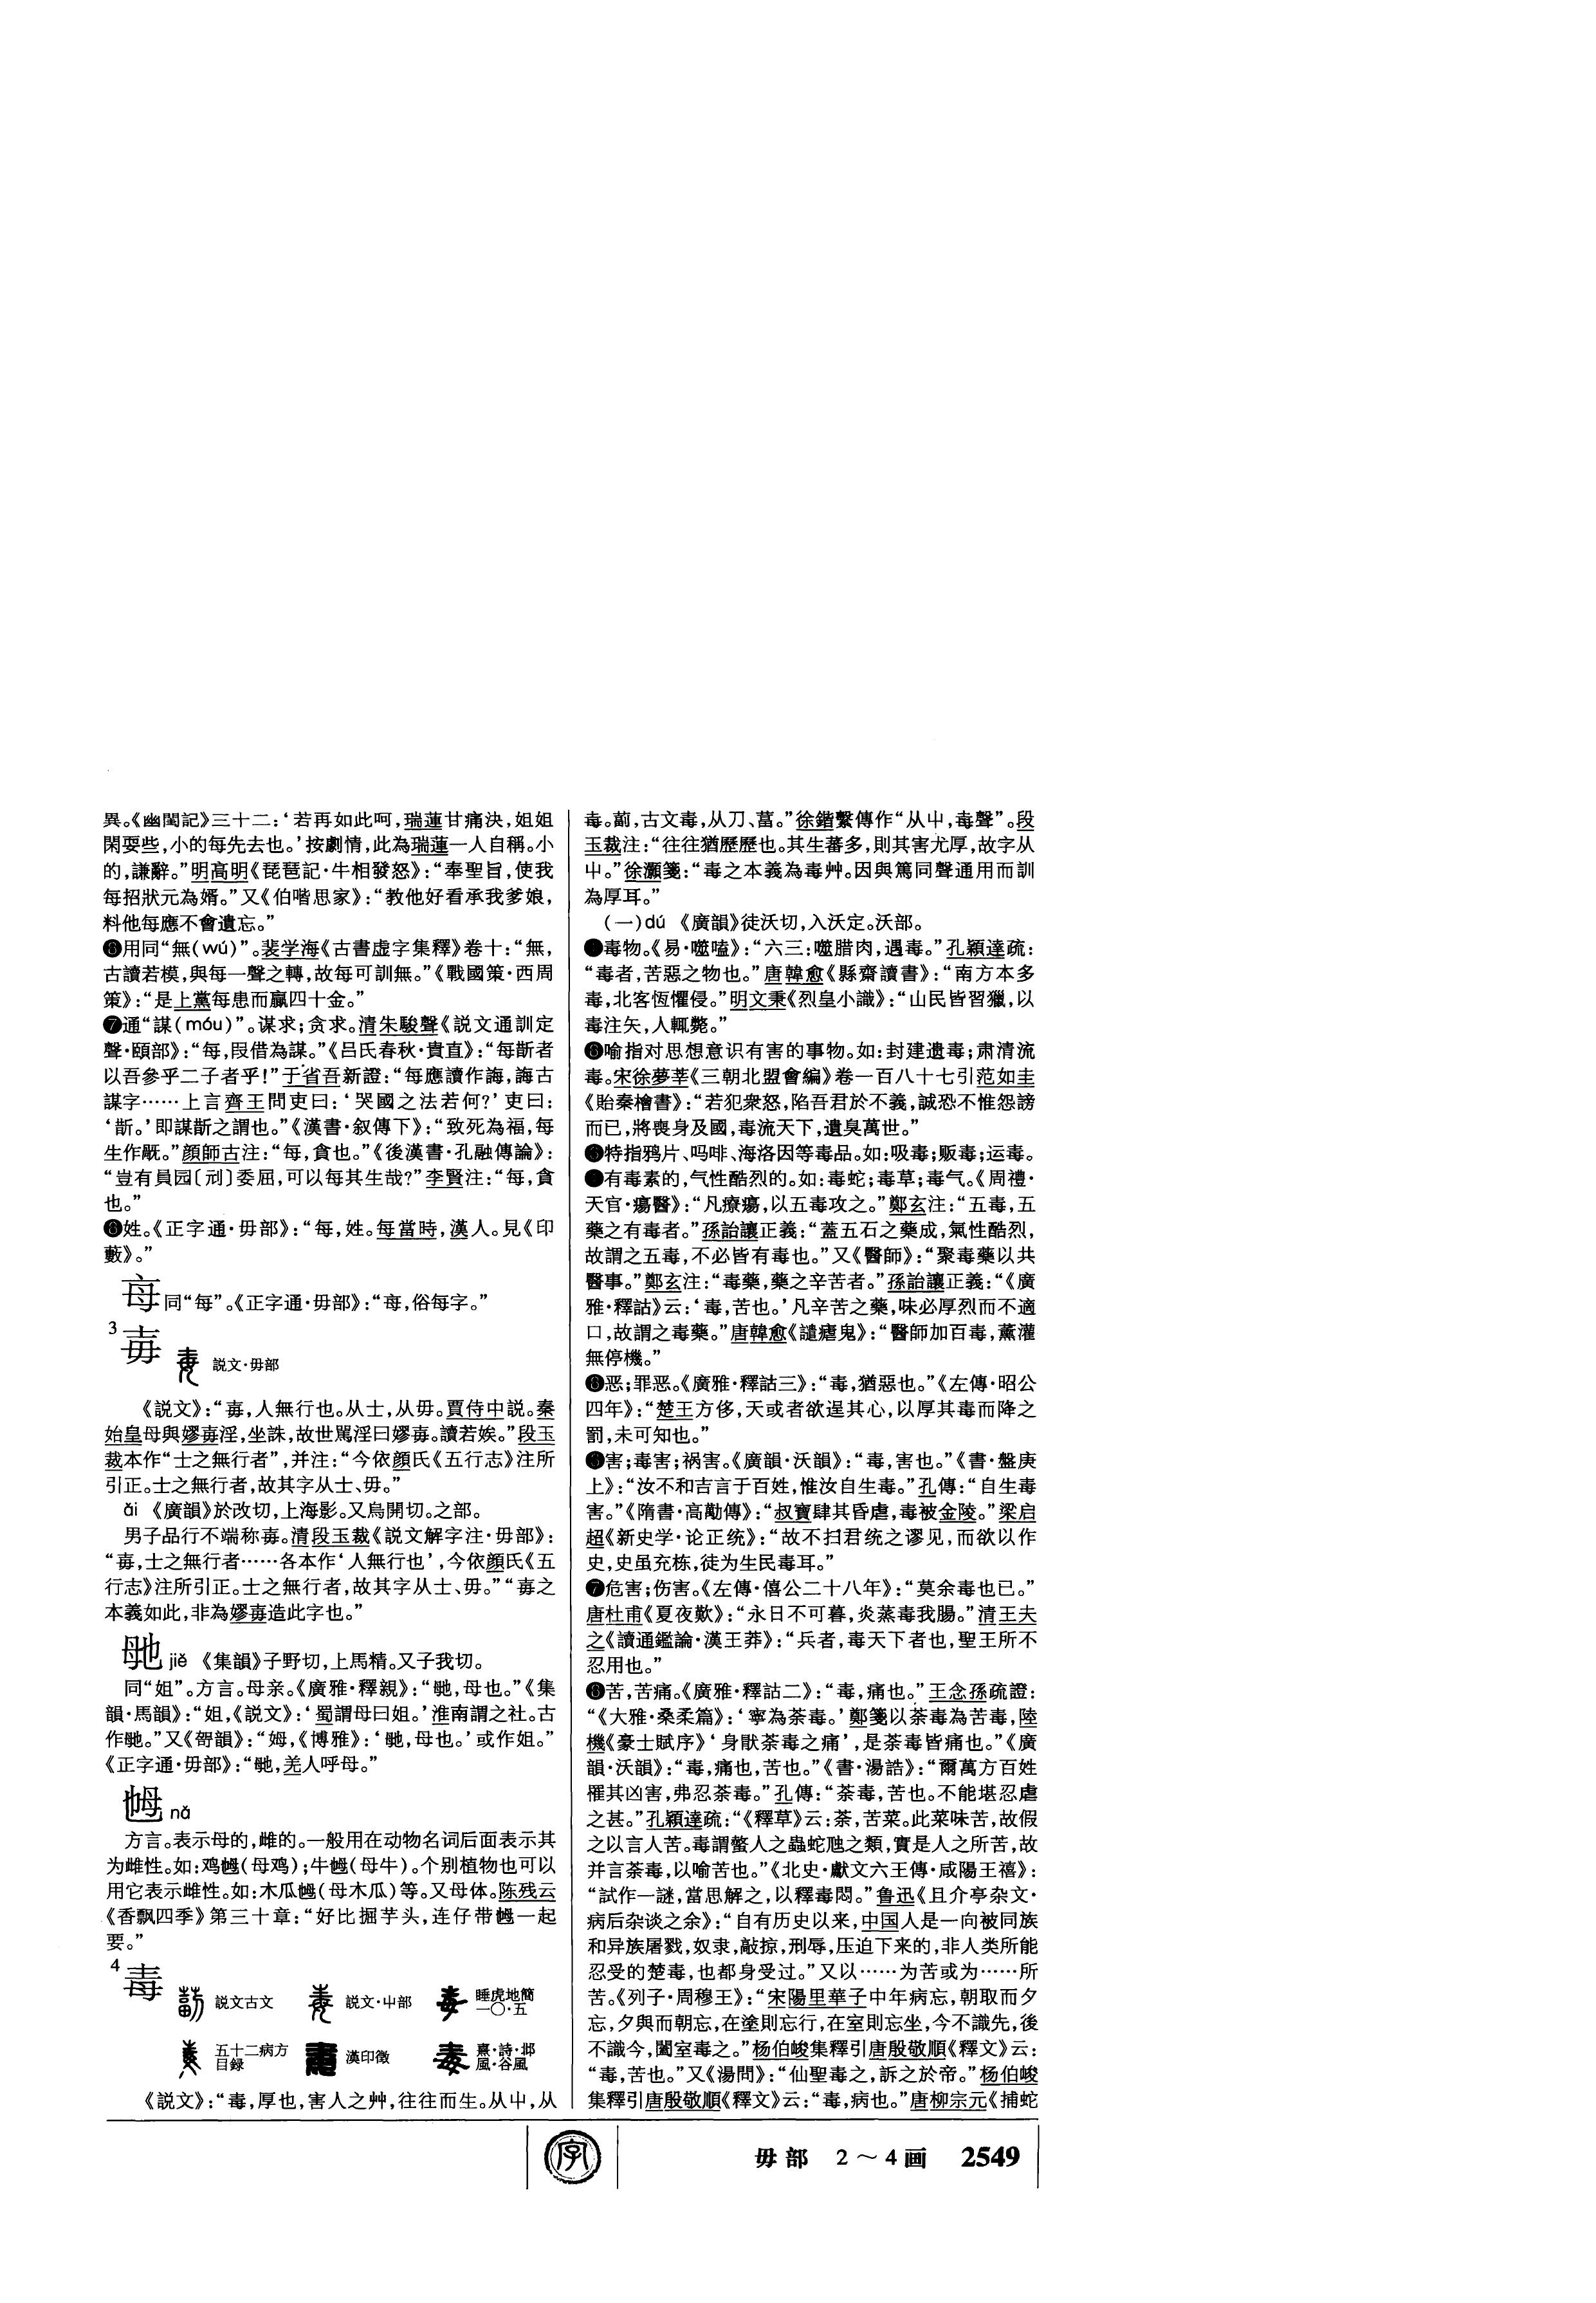 異。《幽閨記》三十二:‘若再如此呵,瑞蓮甘痛決,姐姐
閑耍些,小的每先去也。’按劇情,此為瑞蓮一人自稱。小
的,謙辭。”明高明《琵琶記·牛相發怒》:“奉聖旨,使我
每招狀元為婿。”又《伯喈思家》:“教他好看承我爹娘,
料他每應不會遺忘。”
❻用同“無(wú)”。裴学海《古書虚字集釋》卷十:“無,
古讀若模,與每一聲之轉,故每可訓無。”《戰國策·西周
策》:“是上黨每患而贏四十金。”
❼通“謀(móu)”。谋求;贪求。清朱駿聲《説文通訓定
聲·頤部》:“每,叚借為謀。”《吕氏春秋·貴直》:“每斮者
以吾參乎二子者乎!”于省吾新證:“每應讀作誨,誨古
謀字……上言齊王問吏曰:‘哭國之法若何?’吏曰:
‘斮。’即謀斮之謂也。”《漢書·叙傳下》:“致死為福,每
生作旤。”顔師古注:“每,貪也。”《後漢書·孔融傳論》:
“豈有員园〔刓〕委屈,可以每其生哉?”李賢注:“每,貪
也。”
❽姓。《正字通·毋部》:“每,姓。每當時,漢人。見《印
藪》。”
毎同“每”。《正字通·毋部》:“毎,俗每字。”
3
毐 説文·毋部
《説文》:“毐,人無行也。从士,从毋。賈侍中説。秦
始皇母與嫪毐淫,坐誅,故世駡淫曰嫪毐。讀若娭。”段玉
裁本作“士之無行者”,并注:“今依顔氏《五行志》注所
引正。士之無行者,故其字从士、毋。”
ǎi 《廣韻》於改切,上海影。又烏開切。之部。
男子品行不端称毐。清段玉裁《説文解字注·毋部》:
“毐,士之無行者……各本作‘人無行也’,今依顔氏《五
行志》注所引正。士之無行者,故其字从士、毋。”“毐之
本義如此,非為嫪毐造此字也。”
毑 jiě 《集韻》子野切,上馬精。又子我切。
同“姐”。方言。母亲。《廣雅·釋親》:“毑,母也。”《集
韻·馬韻》:“姐,《説文》:‘蜀謂母曰姐。’淮南謂之社。古
作毑。”又《哿韻》:“姆,《博雅》:‘毑,母也。’或作姐。”
《正字通·毋部》:“毑,羌人呼母。”
乸 nǎ
方言。表示母的,雌的。一般用在动物名词后面表示其
为雌性。如:鸡乸(母鸡);牛乸(母牛)。个别植物也可以
用它表示雌性。如:木瓜乸(母木瓜)等。又母体。陈残云
《香飘四季》第三十章:“好比掘芋头,连仔带乸一起
要。”
4
毒 説文古文 説文·屮部 睡虎地簡一〇·五
五十二病方目録 漢印徵 熹·詩·邶風·谷風
《説文》:“毒,厚也,害人之艸,往往而生。从屮,从
毒。𦸕,古文毒,从刀、葍。”徐鍇繫傳作“从屮,毒聲”。段
玉裁注:“往往猶歷歷也。其生蕃多,則其害尤厚,故字从
屮。”徐灝箋:“毒之本義為毒艸。因與篤同聲通用而訓
為厚耳。”
(一)dú 《廣韻》徒沃切,入沃定。沃部。
❶毒物。《易·噬嗑》:“六三:噬腊肉,遇毒。”孔穎達疏:
“毒者,苦惡之物也。”唐韓愈《縣齋讀書》:“南方本多
毒,北客恆懼侵。”明文秉《烈皇小識》:“山民皆習獵,以
毒注矢,人輒斃。”
❷喻指对思想意识有害的事物。如:封建遗毒;肃清流
毒。宋徐夢莘《三朝北盟會編》卷一百八十七引范如圭
《貽秦檜書》:“若犯衆怒,陷吾君於不義,誠恐不惟怨謗
而已,將喪身及國,毒流天下,遺臭萬世。”
❸特指鸦片、吗啡、海洛因等毒品。如:吸毒;贩毒;运毒。
❹有毒素的,气性酷烈的。如:毒蛇;毒草;毒气。《周禮·
天官·瘍醫》:“凡療瘍,以五毒攻之。”鄭玄注:“五毒,五
藥之有毒者。”孫詒讓正義:“蓋五石之藥成,氣性酷烈,
故謂之五毒,不必皆有毒也。”又《醫師》:“聚毒藥以共
醫事。”鄭玄注:“毒藥,藥之辛苦者。”孫詒讓正義:“《廣
雅·釋詁》云:‘毒,苦也。’凡辛苦之藥,味必厚烈而不適
口,故謂之毒藥。”唐韓愈《譴瘧鬼》:“醫師加百毒,薰灌
無停機。”
❺恶;罪恶。《廣雅·釋詁三》:“毒,猶惡也。”《左傳·昭公
四年》:“楚王方侈,天或者欲逞其心,以厚其毒而降之
罰,未可知也。”
❻害;毒害;祸害。《廣韻·沃韻》:“毒,害也。”《書·盤庚
上》:“汝不和吉言于百姓,惟汝自生毒。”孔傳:“自生毒
害。”《隋書·高勱傳》:“叔寶肆其昏虐,毒被金陵。”梁启
超《新史学·论正统》:“故不扫君统之谬见,而欲以作
史,史虽充栋,徒为生民毒耳。”
❼危害;伤害。《左傳·僖公二十八年》:“莫余毒也已。”
唐杜甫《夏夜歎》:“永日不可暮,炎蒸毒我腸。”清王夫
之《讀通鑑論·漢王莽》:“兵者,毒天下者也,聖王所不
忍用也。”
❽苦,苦痛。《廣雅·釋詁二》:“毒,痛也。”王念孫疏證:
“《大雅·桑柔篇》:‘寧為荼毒。’鄭箋以荼毒為苦毒,陸
機《豪士賦序》‘身猒荼毒之痛’,是荼毒皆痛也。”《廣
韻·沃韻》:“毒,痛也,苦也。”《書·湯誥》:“爾萬方百姓
罹其凶害,弗忍荼毒。”孔傳:“荼毒,苦也。不能堪忍虐
之甚。”孔穎達疏:“《釋草》云:荼,苦菜。此菜味苦,故假
之以言人苦。毒謂螫人之蟲蛇虺之類,實是人之所苦,故
并言荼毒,以喻苦也。”《北史·獻文六王傳·咸陽王禧》:
“試作一謎,當思解之,以釋毒悶。”鲁迅《且介亭杂文·
病后杂谈之余》:“自有历史以来,中国人是一向被同族
和异族屠戮,奴隶,敲掠,刑辱,压迫下来的,非人类所能
忍受的楚毒,也都身受过。”又以……为苦或为……所
苦。《列子·周穆王》:“宋陽里華子中年病忘,朝取而夕
忘,夕與而朝忘,在塗則忘行,在室則忘坐,今不識先,後
不識今,闔室毒之。”杨伯峻集釋引唐殷敬順《釋文》云:
“毒,苦也。”又《湯問》:“仙聖毒之,訴之於帝。”杨伯峻
集釋引唐殷敬順《釋文》云:“毒,病也。”唐柳宗元《捕蛇
字
毋部 2～4画 2549